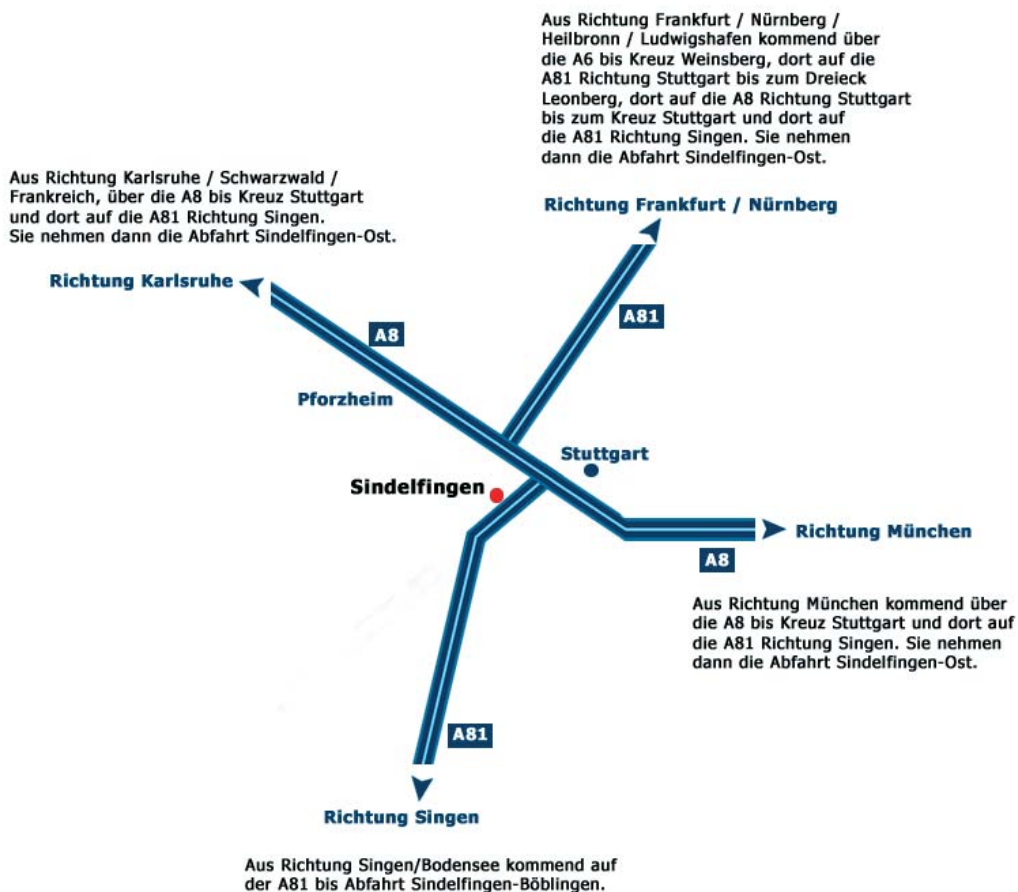 Aus Richtung Frankfurt / Nürnberg /
Heilbronn / Ludwigshafen kommend über
die A6 bis Kreuz Weinsberg, dort auf die
A81 Richtung Stuttgart bis zum Dreieck
Leonberg, dort auf die A8 Richtung Stuttgart
bis zum Kreuz Stuttgart und dort auf
die A81 Richtung Singen. Sie nehmen
dann die Abfahrt Sindelfingen-Ost.
Aus Richtung Karlsruhe / Schwarzwald /
Frankreich, über die A8 bis Kreuz Stuttgart
und dort auf die A81 Richtung Singen.
Sie nehmen dann die Abfahrt Sindelfingen-Ost.
Richtung Frankfurt / Nürnberg
Richtung Karlsruhe
A81
A8
Pforzheim
Stuttgart
Sindelfingen
Richtung München
A8
Aus Richtung München kommend über
die A8 bis Kreuz Stuttgart und dort auf
die A81 Richtung Singen. Sie nehmen
dann die Abfahrt Sindelfingen-Ost.
A81
Richtung Singen
Aus Richtung Singen/Bodensee kommend auf
der A81 bis Abfahrt Sindelfingen-Böblingen.